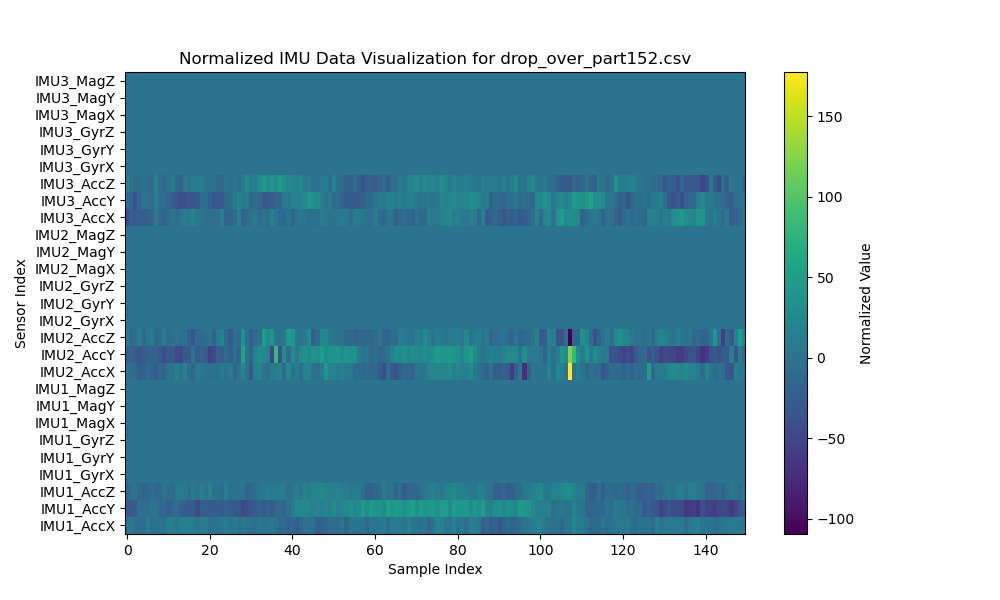 Normalized IMU Data Visualization for drop_over_part152.csv
IMU3_MagZ
IMU3_MagY
IMU3_MagX
IMU3_GyrZ
IMU3_GyrY
IMU3_GyrX
IMU3_AccZ
IMU3_AccY
IMU3_AccX
IMU2_MagZ
IMU2_MagY
IMU2_MagX
IMU2_GyrZ
IMU2_GyrY
IMU2_GyrX
IMU2_AccZ
IMU2_AccY
IMU2_AccX
IMU1_MagZ
IMU1_MagY
IMU1_MagX
IMU1_GyrZ
IMU1_GyrY
IMU1_GyrX
IMU1_AccZ
IMU1_AccY
IMU1_AccX
Sensor Index
0 20 40 60 80 100 120 140
Sample Index
150
100
50
0
−50
−100
Normalized Value